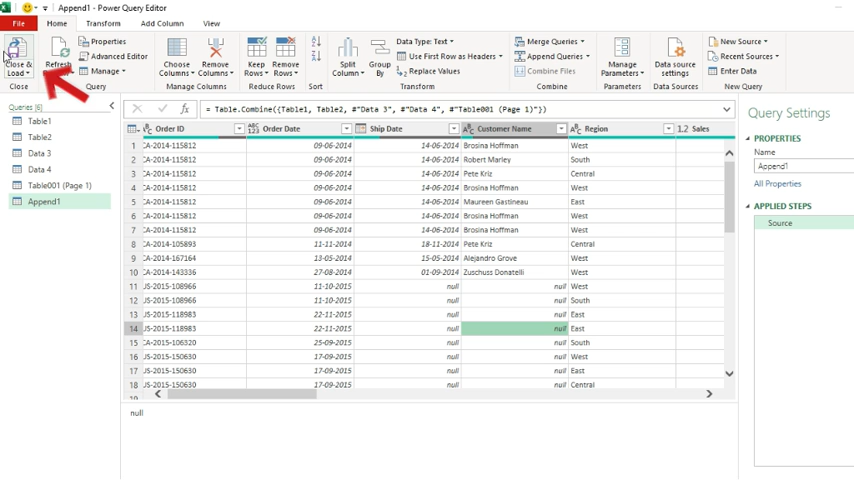 Append1 - Power Query Editor
File
Home
Transform
Add Column
View
Close &
Load
Refresh
Properties
Advanced Editor
Manage
Choose
Columns
Remove
Columns
Keep
Rows
Remove
Rows
Split
Column
Group
By
Data Type: Text
Use First Row as Headers
Replace Values
Merge Queries
Append Queries
Combine Files
Manage
Parameters
Data source
settings
New Source
Recent Sources
Enter Data
Close
Query
Manage Columns
Reduce Rows
Sort
Transform
Combine
Parameters
Data Sources
New Query
Queries [6]
Table1
Table2
Data 3
Data 4
Table001 (Page 1)
Append1
fx
= Table.Combine({Table1, Table2, #"Data 3", #"Data 4", #"Table001 (Page 1)"})
Order ID ABC 123 Order Date Ship Date Customer Name Region 1.2 Sales
1 CA-2014-115812 09-06-2014 14-06-2014 Brosina Hoffman West
2 CA-2014-115812 09-06-2014 14-06-2014 Robert Marley South
3 CA-2014-115812 09-06-2014 14-06-2014 Pete Kriz Central
4 CA-2014-115812 09-06-2014 14-06-2014 Brosina Hoffman West
5 CA-2014-115812 09-06-2014 14-06-2014 Maureen Gastineau East
6 CA-2014-115812 09-06-2014 14-06-2014 Brosina Hoffman West
7 CA-2014-115812 09-06-2014 14-06-2014 Brosina Hoffman West
8 CA-2014-105893 11-11-2014 18-11-2014 Pete Kriz Central
9 CA-2014-167164 13-05-2014 15-05-2014 Alejandro Grove West
10 CA-2014-143336 27-08-2014 01-09-2014 Zuschuss Donatelli West
11 US-2015-108966 11-10-2015 null null West
12 US-2015-108966 11-10-2015 null null South
13 US-2015-118983 22-11-2015 null null East
14 US-2015-118983 22-11-2015 null null East
15 CA-2014-106320 25-09-2015 null null South
16 US-2015-150630 17-09-2015 null null West
17 US-2015-150630 17-09-2015 null null East
18 US-2015-150630 17-09-2015 null null Central
19
null
Query Settings
PROPERTIES
Name
Append1
All Properties
APPLIED STEPS
Source